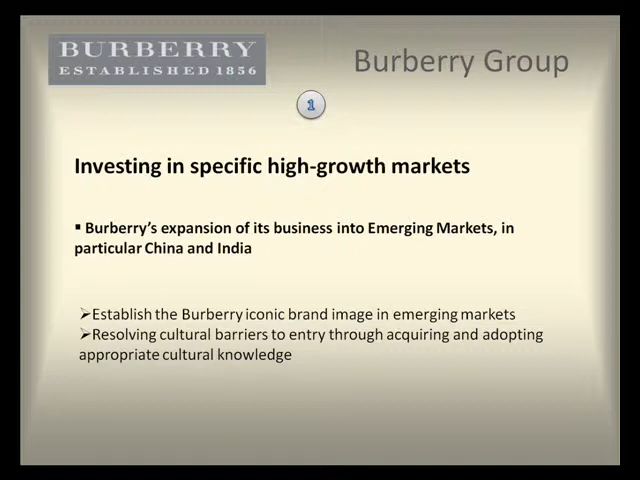 BURBERRY
ESTABLISHED 1856
Burberry Group
1
Investing in specific high-growth markets
▪ Burberry's expansion of its business into Emerging Markets, in
particular China and India
➢Establish the Burberry iconic brand image in emerging markets
➢Resolving cultural barriers to entry through acquiring and adopting
appropriate cultural knowledge